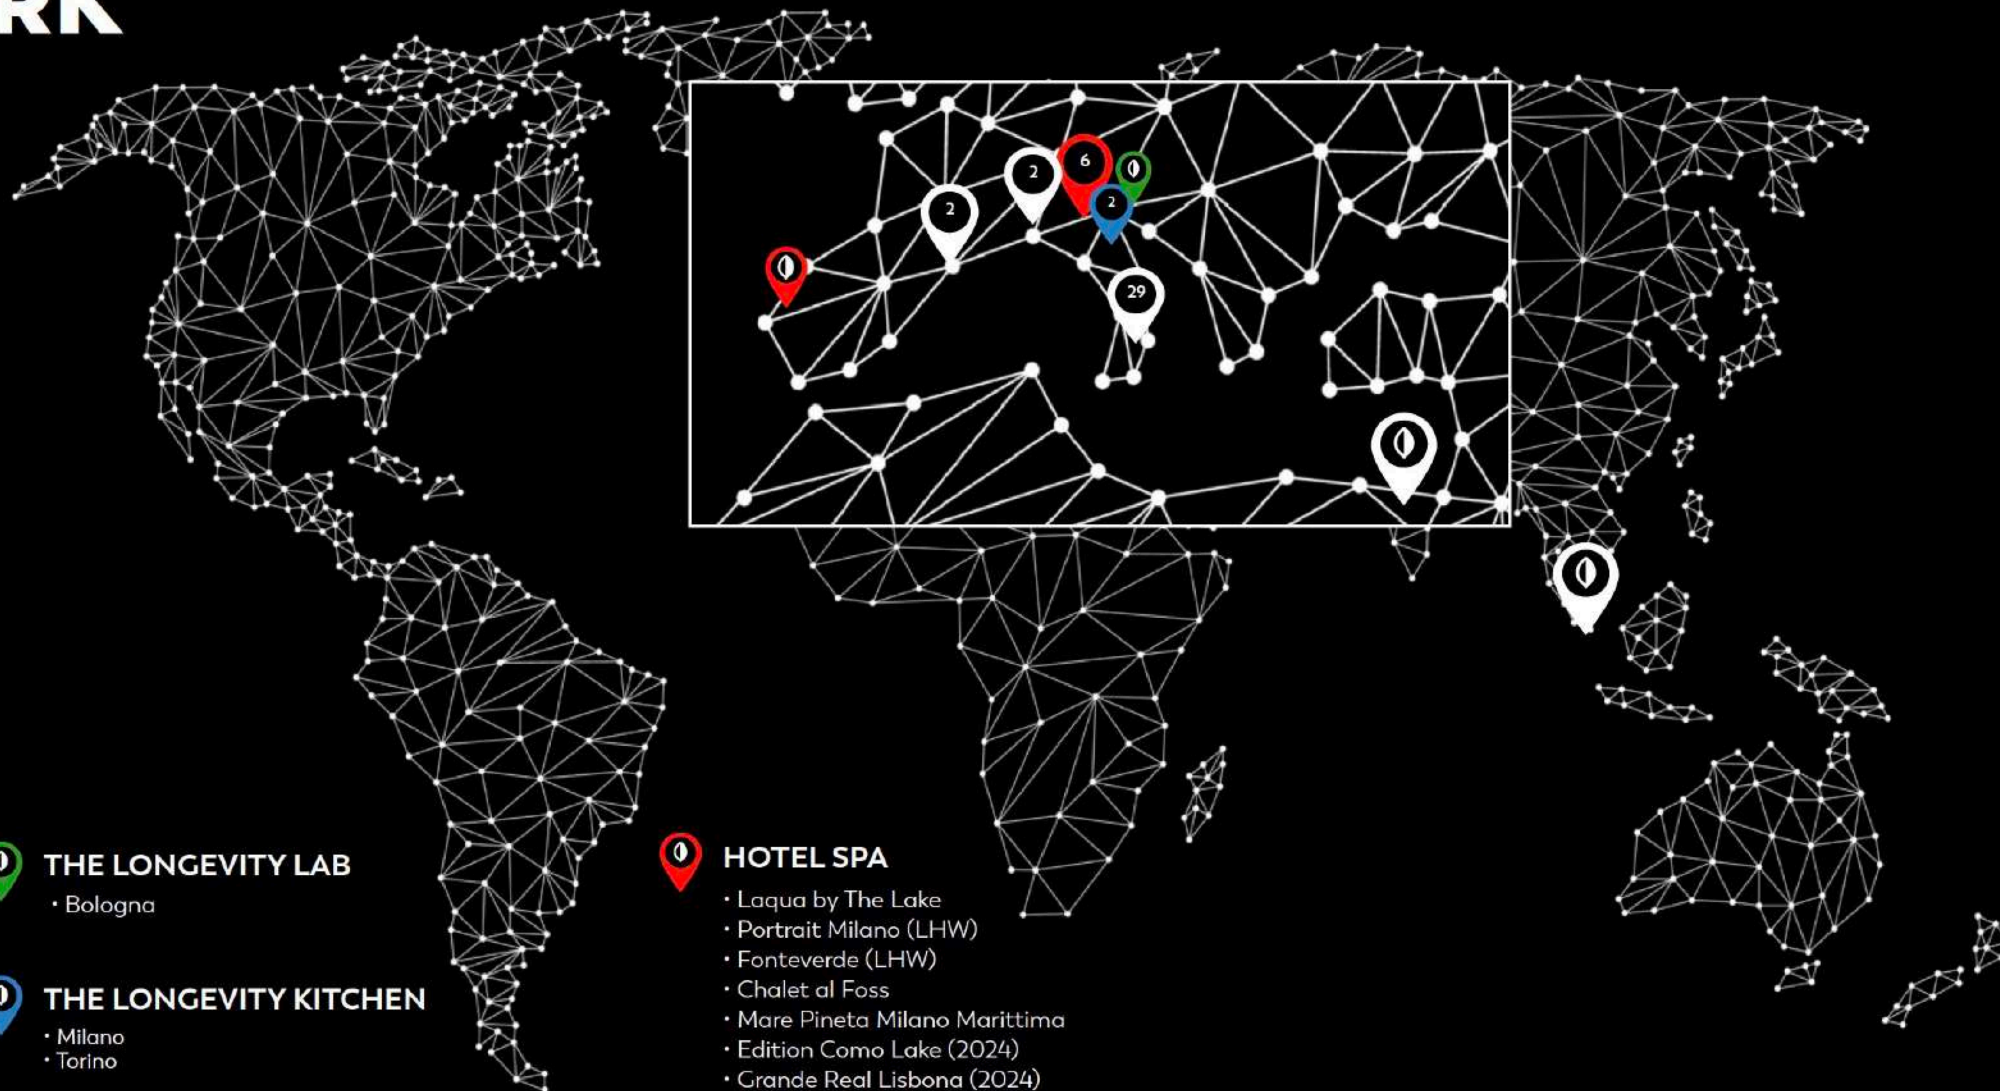 RK
6
2
2
2
29
THE LONGEVITY LAB
• Bologna
THE LONGEVITY KITCHEN
• Milano
• Torino
HOTEL SPA
• Laqua by The Lake
• Portrait Milano (LHW)
• Fonteverde (LHW)
• Chalet al Foss
• Mare Pineta Milano Marittima
• Edition Como Lake (2024)
• Grande Real Lisbona (2024)